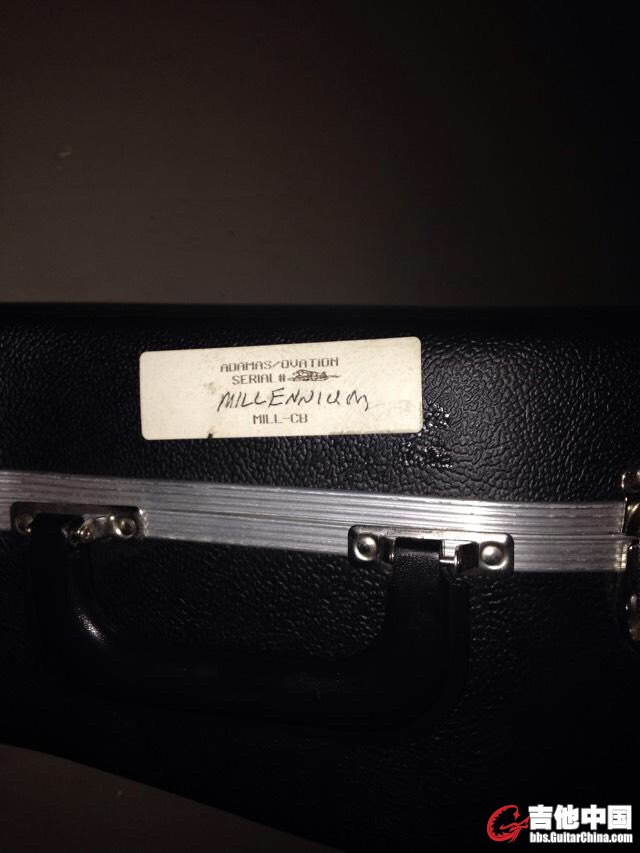 ADAMAS/OVATION
SERIAL#
MILLENNIUM
MILL-CB
吉他中国
bbs.GuitarChina.com